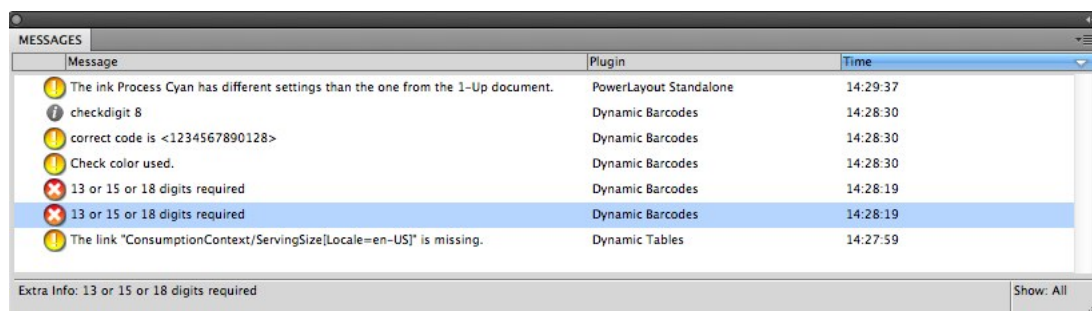 MESSAGES
Message Plugin Time
The ink Process Cyan has different settings than the one from the 1-Up document. PowerLayout Standalone 14:29:37
checkdigit 8 Dynamic Barcodes 14:28:30
correct code is <1234567890128> Dynamic Barcodes 14:28:30
Check color used. Dynamic Barcodes 14:28:30
13 or 15 or 18 digits required Dynamic Barcodes 14:28:19
13 or 15 or 18 digits required Dynamic Barcodes 14:28:19
The link "ConsumptionContext/ServingSize[Locale=en-US]" is missing. Dynamic Tables 14:27:59
Extra Info: 13 or 15 or 18 digits required Show: All